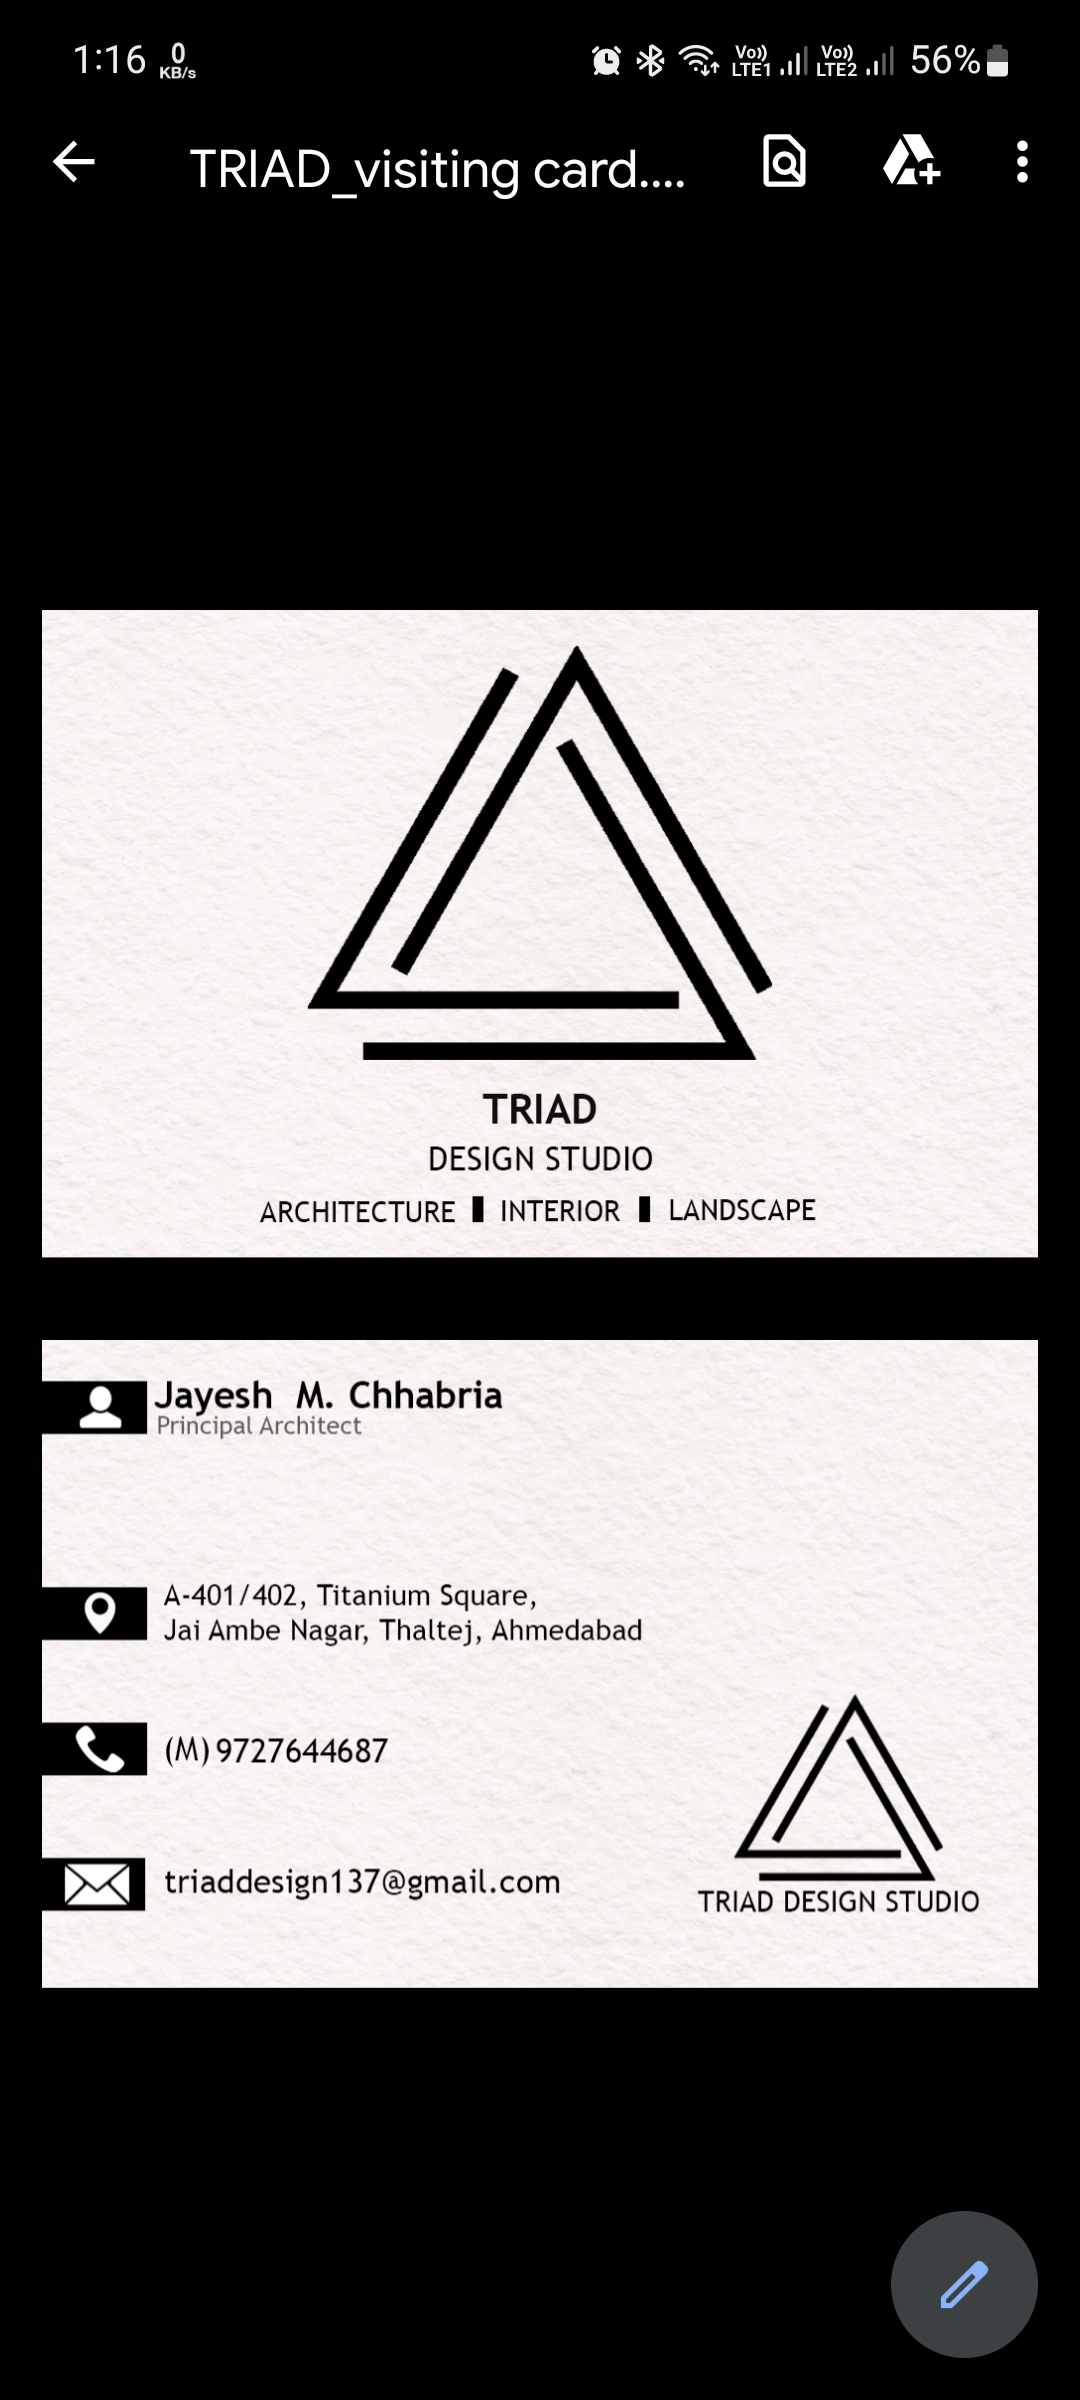 1:16 0 KB/s Vo)) LTE1 Vo)) LTE2 56%
TRIAD_visiting card....
TRIAD
DESIGN STUDIO
ARCHITECTURE ▮ INTERIOR ▮ LANDSCAPE
Jayesh M. Chhabria
Principal Architect
A-401/402, Titanium Square,
Jai Ambe Nagar, Thaltej, Ahmedabad
(M) 9727644687
triaddesign137@gmail.com
TRIAD DESIGN STUDIO